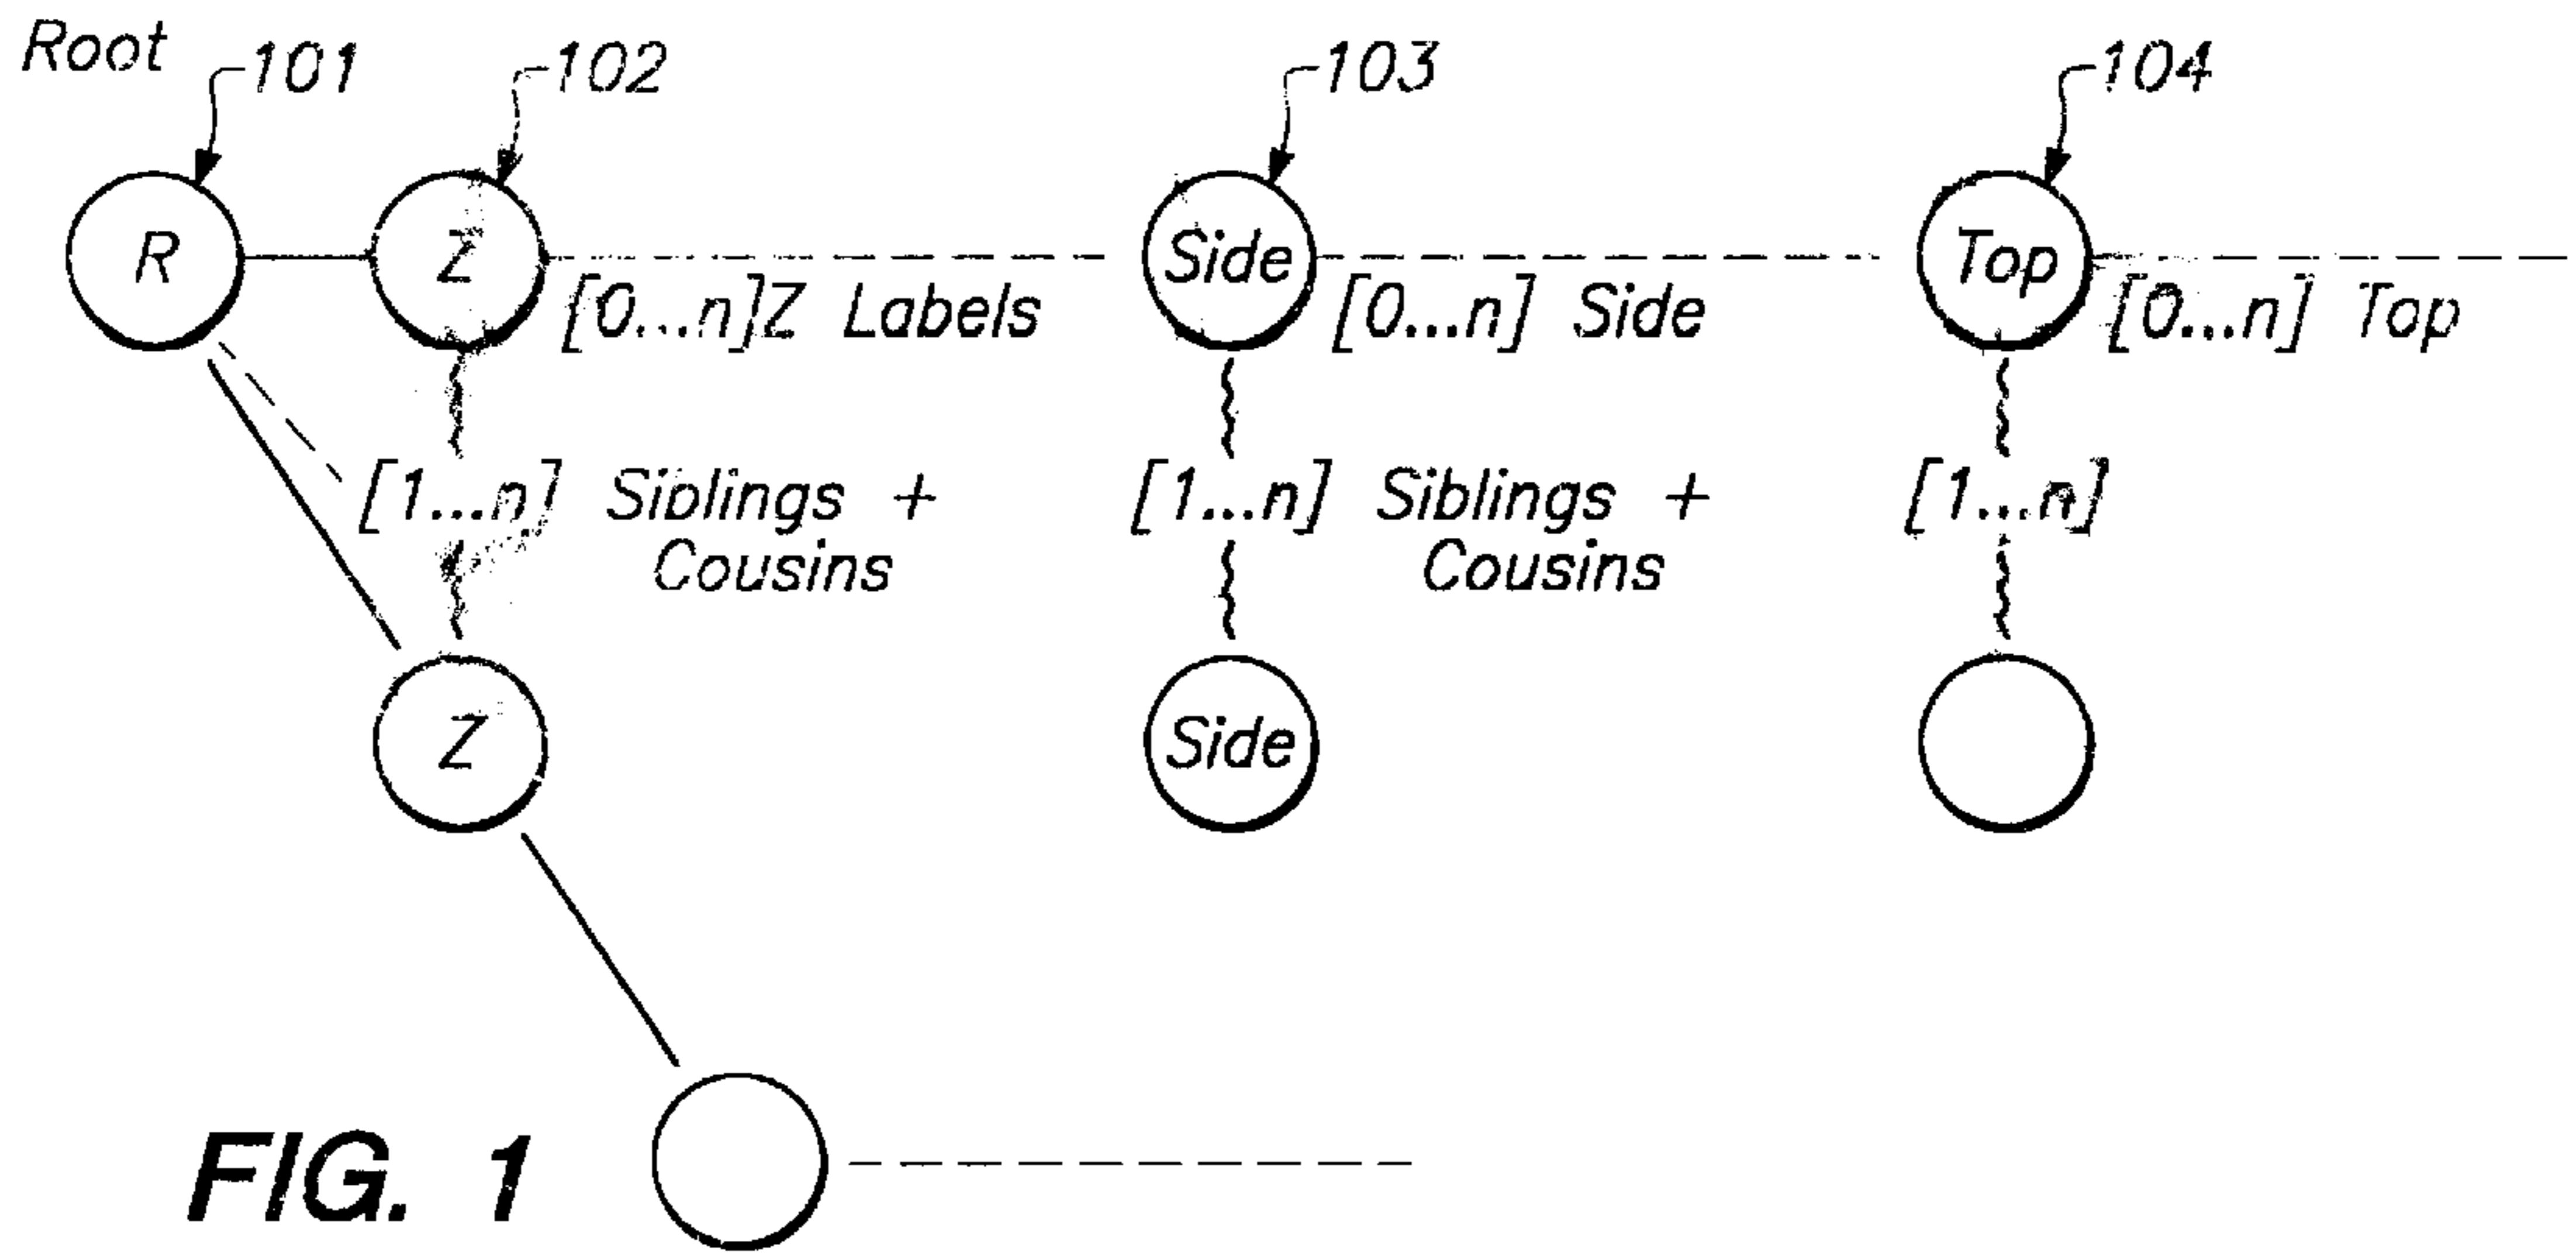 Root 101 102 103 104
R Z Side Top
[0...n]Z Labels [0...n] Side [0...n] Top
[1...n] Siblings + [1...n] Siblings + [1...n]
Cousins Cousins
Z Side
FIG. 1